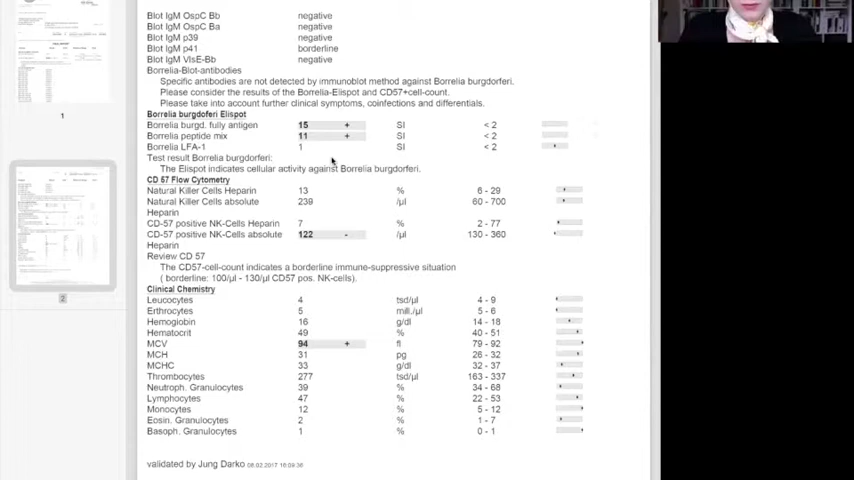 Blot IgM OspC Bb negative
Blot IgM OspC Ba negative
Blot IgM p39 negative
Blot IgM p41 borderline
Blot IgM VlsE-Bb negative
Borrelia-Blot-antibodies
Specific antibodies are not detected by immunoblot method against Borrelia burgdorferi.
Please consider the results of the Borrelia-Elispot and CD57+cell-count.
Please take into account further clinical symptoms, coinfections and differentials.
Borrelia burgdoferi Elispot
Borrelia burgd. fully antigen 15 + SI < 2
Borrelia peptide mix 11 + SI < 2
Borrelia LFA-1 1 SI < 2
Test result Borrelia burgdorferi:
The Elispot indicates cellular activity against Borrelia burgdorferi.
CD 57 Flow Cytometry
Natural Killer Cells Heparin 13 % 6 - 29
Natural Killer Cells absolute 239 /µl 60 - 700
Heparin
CD-57 positive NK-Cells Heparin 7 % 2 - 77
CD-57 positive NK-Cells absolute 122 - /µl 130 - 360
Heparin
Review CD 57
The CD57-cell-count indicates a borderline immune-suppressive situation
( borderline: 100/µl - 130/µl CD57 pos. NK-cells).
Clinical Chemistry
Leucocytes 4 tsd/µl 4 - 9
Erthrocytes 5 mill./µl 5 - 6
Hemoglobin 16 g/dl 14 - 18
Hematocrit 49 % 40 - 51
MCV 94 + fl 79 - 92
MCH 31 pg 26 - 32
MCHC 33 g/dl 32 - 37
Thrombocytes 277 tsd/µl 163 - 337
Neutroph. Granulocytes 39 % 34 - 68
Lymphocytes 47 % 22 - 53
Monocytes 12 % 5 - 12
Eosin. Granulocytes 2 % 1 - 7
Basoph. Granulocytes 1 % 0 - 1
validated by Jung Darko 08.02.2017 16:09:36
1
2